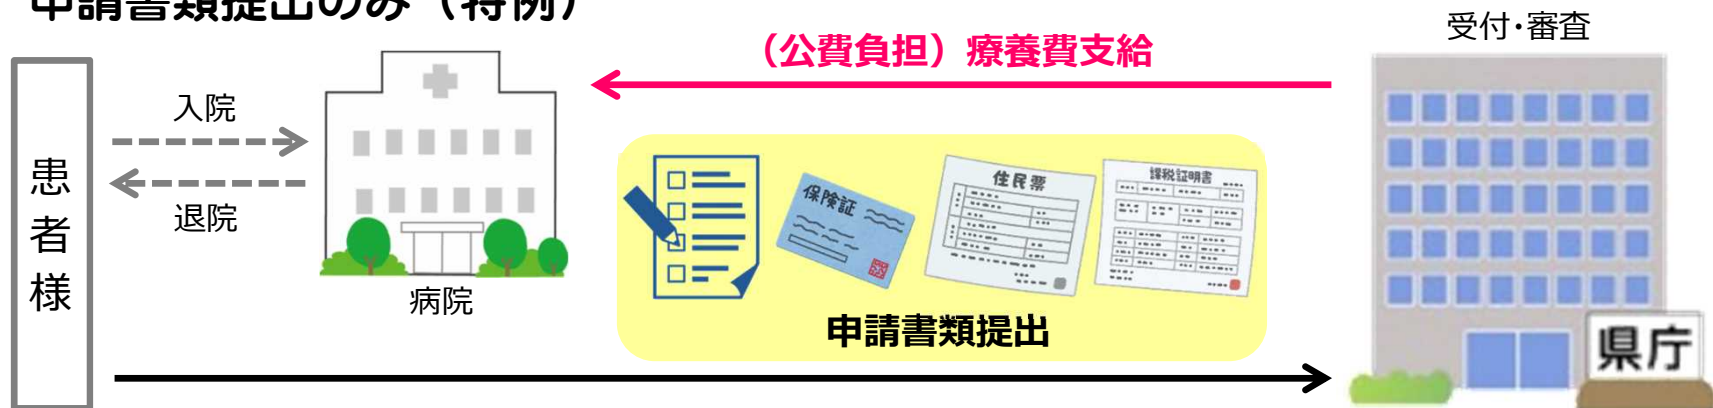 申請書類提出のみ（特例）
受付・審査
（公費負担）療養費支給
患者様
入院
退院
病院
保険証
住民票
課税証明書
申請書類提出
県庁